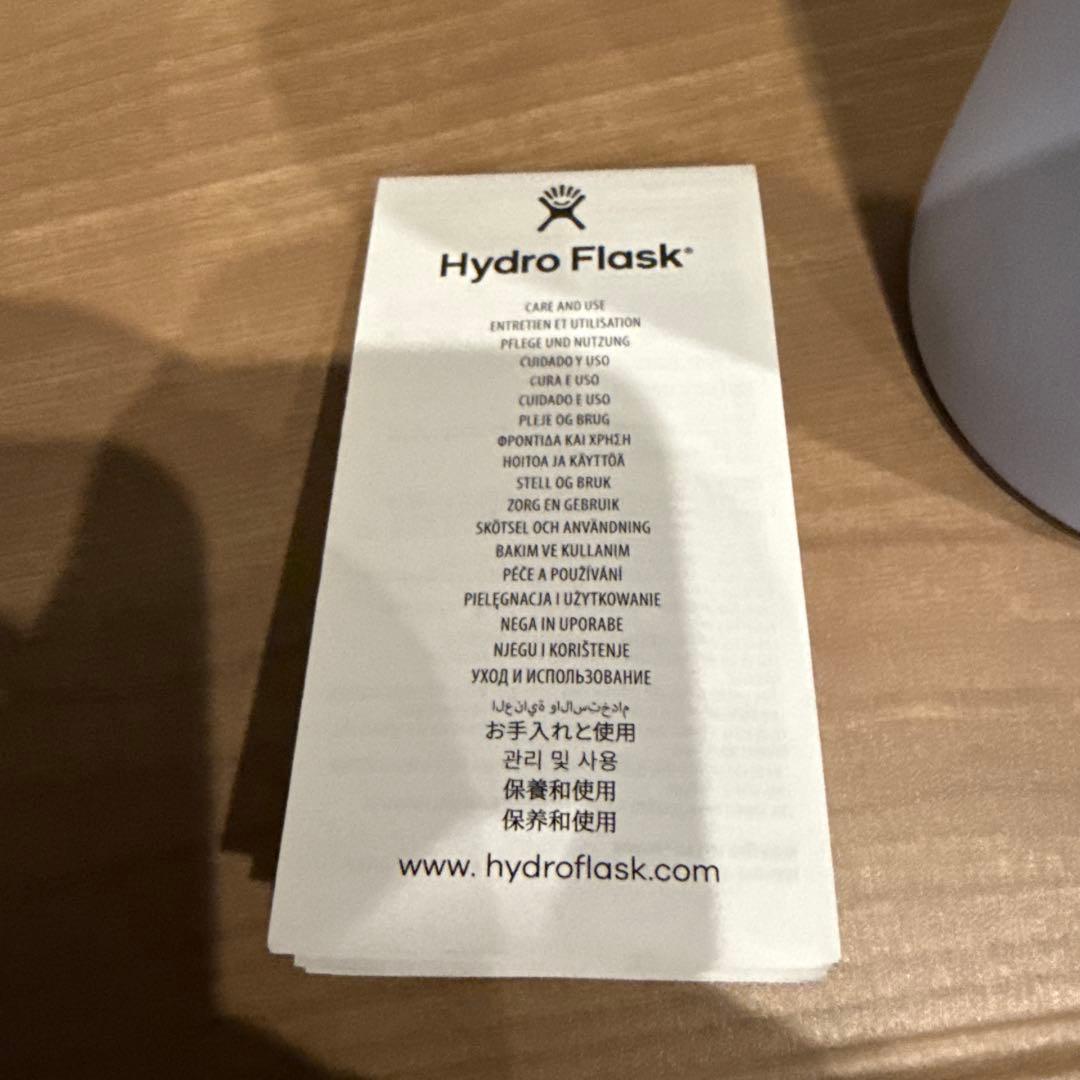 Hydro Flask®
CARE AND USE
ENTRETIEN ET UTILISATION
PFLEGE UND NUTZUNG
CUIDADO Y USO
CURA E USO
CUIDADO E USO
PLEJE OG BRUG
ΦΡΟΝΤΙΔΑ ΚΑΙ ΧΡΗΣΗ
HOITOA JA KÄYTTÖÄ
STELL OG BRUK
ZORG EN GEBRUIK
SKÖTSEL OCH ANVÄNDNING
BAKIM VE KULLANIM
PÉČE A POUŽÍVÁNÍ
PIELĘGNACJA I UŻYTKOWANIE
NEGA IN UPORABE
NJEGU I KORIŠTENJE
УХОД И ИСПОЛЬЗОВАНИЕ
العناية والاستخدام
お手入れと使用
관리 및 사용
保養和使用
保养和使用
www. hydroflask.com